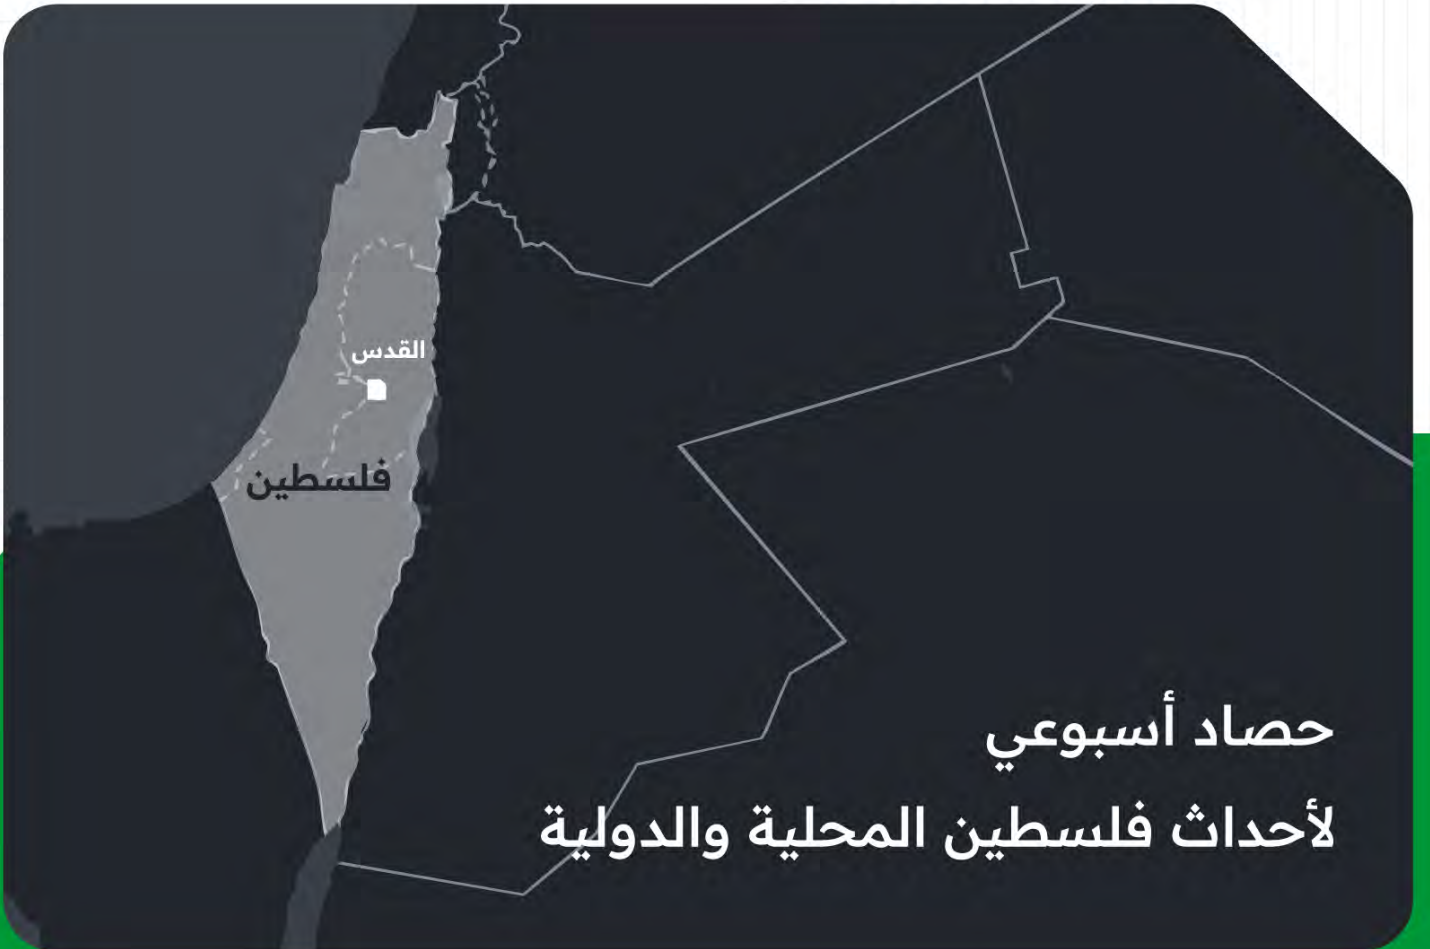 القدس
فلسطين
حصاد أسبوعي
لأحداث فلسطين المحلية والدولية